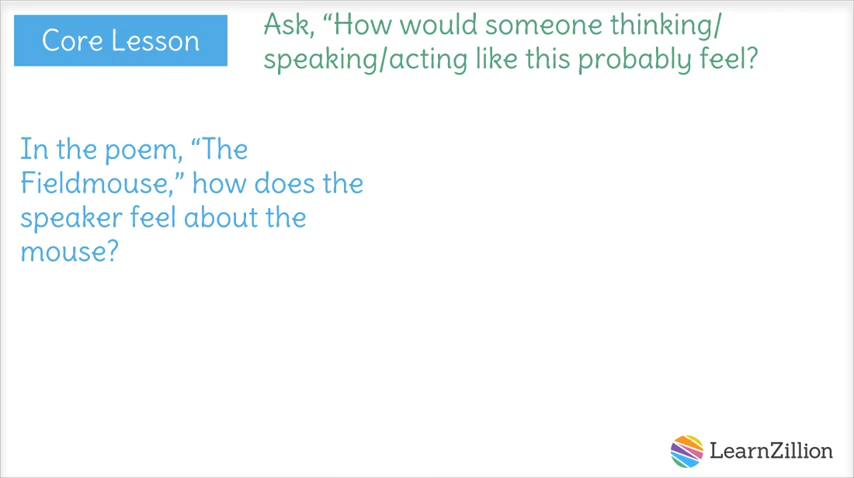 Core Lesson
Ask, “How would someone thinking/
speaking/acting like this probably feel?
In the poem, “The
Fieldmouse,” how does the
speaker feel about the
mouse?
LearnZillion